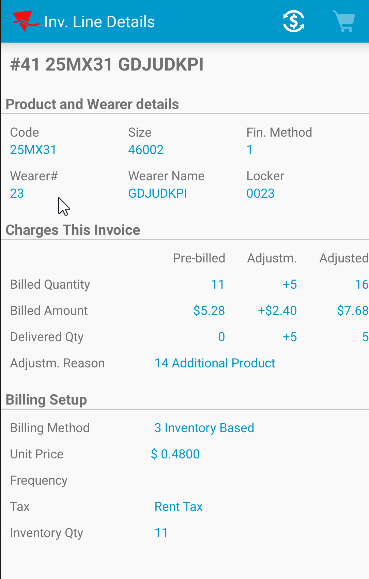 Inv. Line Details
#41 25MX31 GDJUDKPI
Product and Wearer details
Code Size Fin. Method
25MX31 46002 1
Wearer# Wearer Name Locker
23 GDJUDKPI 0023
Charges This Invoice
Pre-billed Adjustm. Adjusted
Billed Quantity 11 +5 16
Billed Amount $5.28 +$2.40 $7.68
Delivered Qty 0 +5 5
Adjustm. Reason 14 Additional Product
Billing Setup
Billing Method 3 Inventory Based
Unit Price $ 0.4800
Frequency
Tax Rent Tax
Inventory Qty 11